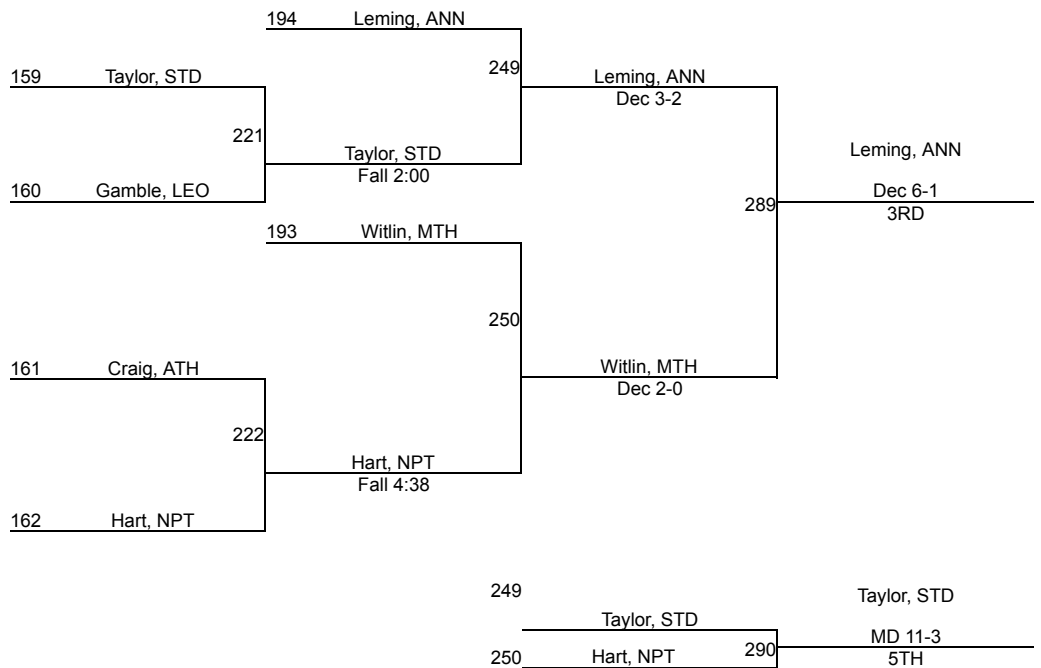 194 Leming, ANN
249
159 Taylor, STD
Leming, ANN
Dec 3-2
221
Taylor, STD
Fall 2:00
Leming, ANN
160 Gamble, LEO
289
Dec 6-1
3RD
193 Witlin, MTH
250
161 Craig, ATH
Witlin, MTH
Dec 2-0
222
Hart, NPT
Fall 4:38
162 Hart, NPT
249
Taylor, STD
Taylor, STD
250 Hart, NPT
290
MD 11-3
5TH